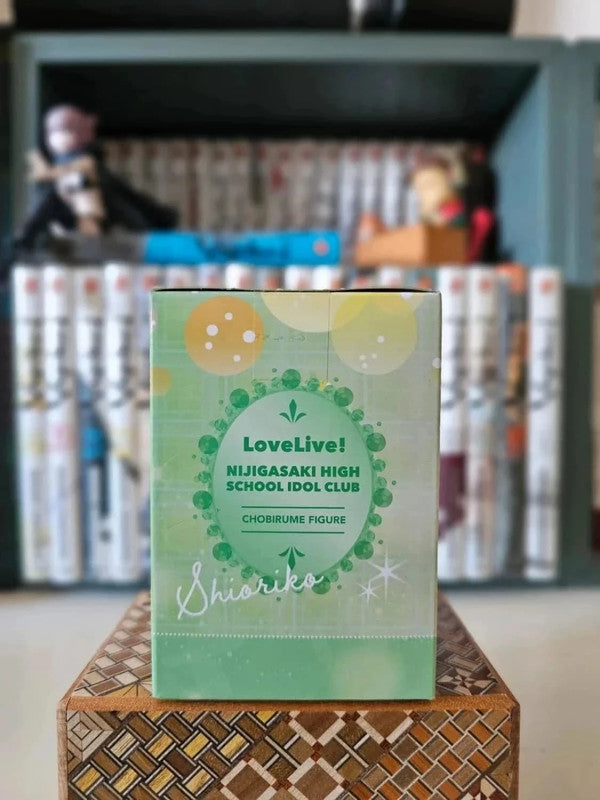 LoveLive!
NIJIGASAKI HIGH
SCHOOL IDOL CLUB
CHOBIRUME FIGURE
Shioriko